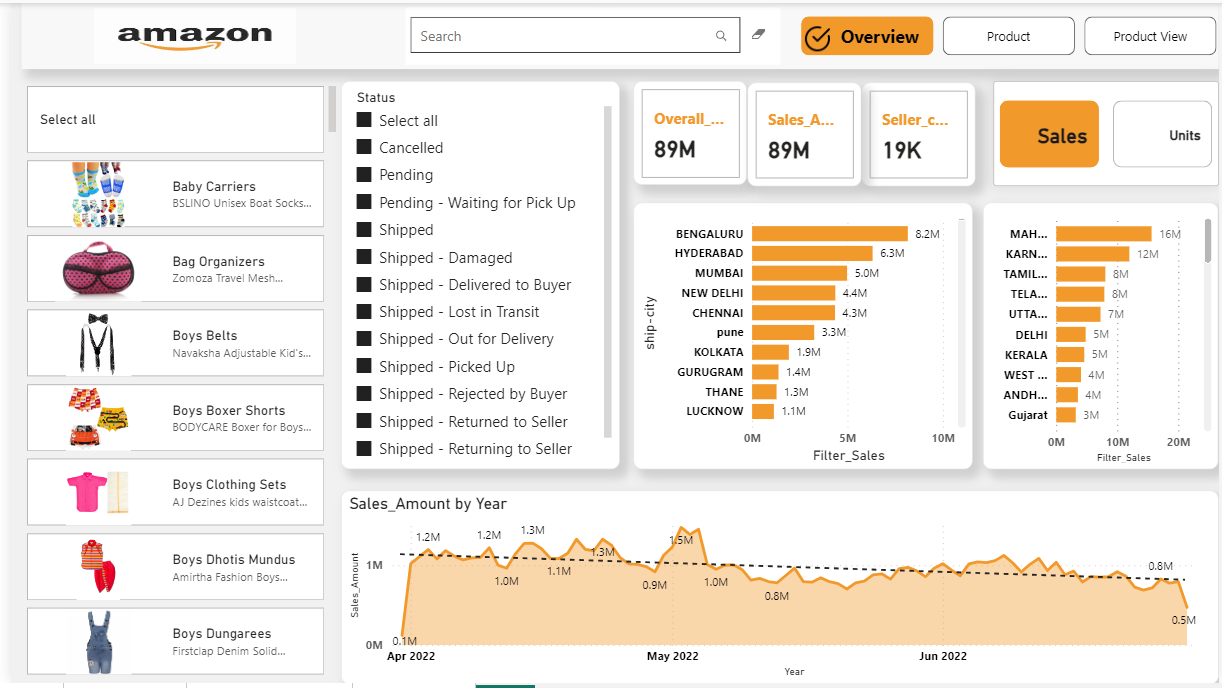 amazon
Search
Overview
Product
Product View
Select all
Baby Carriers
BSLINO Unisex Boat Socks...
Bag Organizers
Zomoza Travel Mesh...
Boys Belts
Navaksha Adjustable Kid's...
Boys Boxer Shorts
BODYCARE Boxer for Boys...
Boys Clothing Sets
AJ Dezines kids waistcoat...
Boys Dhotis Mundus
Amirtha Fashion Boys...
Boys Dungarees
Firstclap Denim Solid...
Status
Select all
Cancelled
Pending
Pending - Waiting for Pick Up
Shipped
Shipped - Damaged
Shipped - Delivered to Buyer
Shipped - Lost in Transit
Shipped - Out for Delivery
Shipped - Picked Up
Shipped - Rejected by Buyer
Shipped - Returned to Seller
Shipped - Returning to Seller
Overall_...
89M
Sales_A...
89M
Seller_c...
19K
Sales
Units
ship-city
BENGALURU 8.2M
HYDERABAD 6.3M
MUMBAI 5.0M
NEW DELHI 4.4M
CHENNAI 4.3M
pune 3.3M
KOLKATA 1.9M
GURUGRAM 1.4M
THANE 1.3M
LUCKNOW 1.1M
0M 5M 10M
Filter_Sales
MAH... 16M
KARN... 12M
TAMIL... 8M
TELA... 8M
UTTA... 7M
DELHI 5M
KERALA 5M
WEST ... 4M
ANDH... 4M
Gujarat 3M
0M 10M 20M
Filter_Sales
Sales_Amount by Year
Sales_Amount
1M
0M
0.1M
1.2M
1.2M
1.0M
1.3M
1.1M
1.3M
0.9M
1.5M
1.0M
0.8M
0.8M
0.5M
Apr 2022 May 2022 Jun 2022
Year